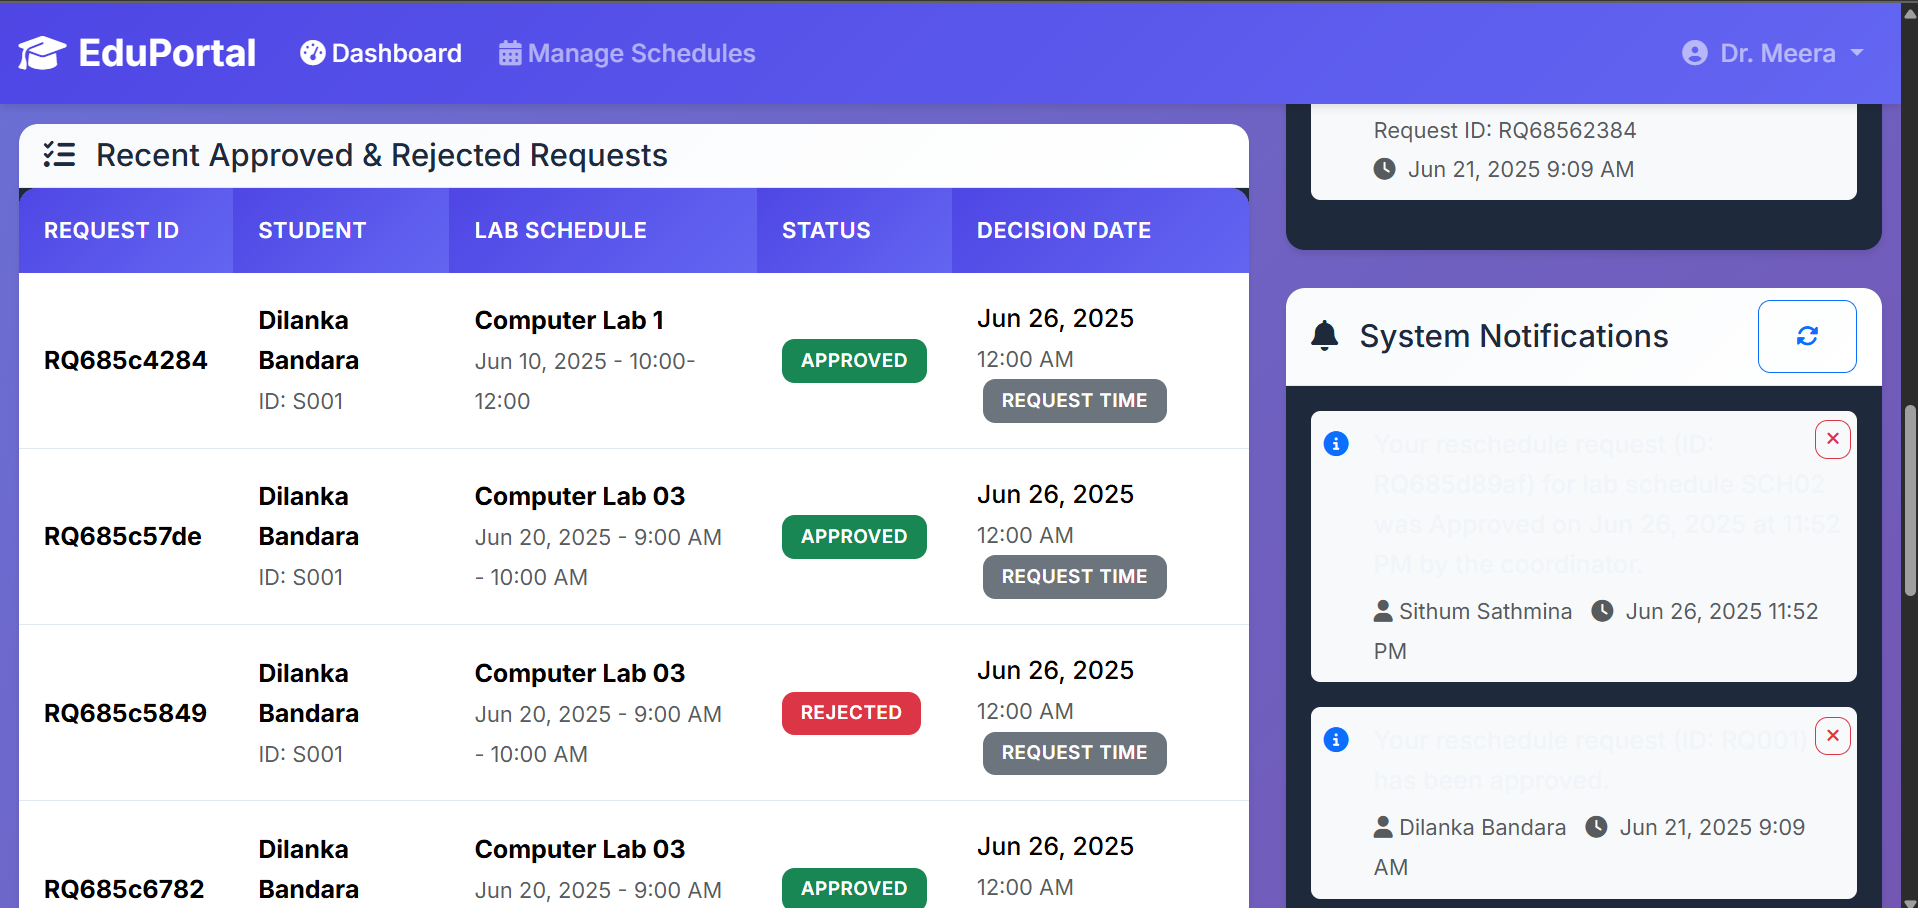 EduPortal
Dashboard
Manage Schedules
Dr. Meera
Recent Approved & Rejected Requests
REQUEST ID
STUDENT
LAB SCHEDULE
STATUS
DECISION DATE
RQ685c4284
Dilanka
Bandara
ID: S001
Computer Lab 1
Jun 10, 2025 - 10:00-
12:00
APPROVED
Jun 26, 2025
12:00 AM
REQUEST TIME
RQ685c57de
Dilanka
Bandara
ID: S001
Computer Lab 03
Jun 20, 2025 - 9:00 AM
- 10:00 AM
APPROVED
Jun 26, 2025
12:00 AM
REQUEST TIME
RQ685c5849
Dilanka
Bandara
ID: S001
Computer Lab 03
Jun 20, 2025 - 9:00 AM
- 10:00 AM
REJECTED
Jun 26, 2025
12:00 AM
REQUEST TIME
RQ685c6782
Dilanka
Bandara
Computer Lab 03
Jun 20, 2025 - 9:00 AM
APPROVED
Jun 26, 2025
12:00 AM
Request ID: RQ68562384
Jun 21, 2025 9:09 AM
System Notifications
Your reschedule request (ID:
RQ685d89af) for lab schedule SCH02
was Approved on Jun 26, 2025 at 11:52
PM by the coordinator.
Sithum Sathmina Jun 26, 2025 11:52
PM
Your reschedule request (ID: RQ001)
has been approved.
Dilanka Bandara Jun 21, 2025 9:09
AM